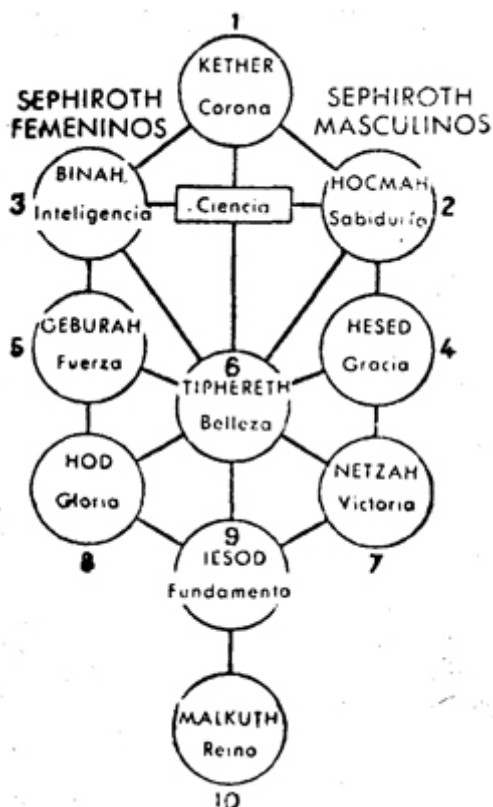 1
KETHER
Corona
SEPHIROTH
FEMENINOS
SEPHIROTH
MASCULINOS
3
BINAH
Inteligencia
Ciencia
HOCMAH
Sabiduría
2
5
GEBURAH
Fuerza
6
TIPHERETH
Belleza
HESED
Gracia
4
HOD
Gloria
8
NETZAH
Victoria
7
9
IESOD
Fundamento
MALKUTH
Reino
10